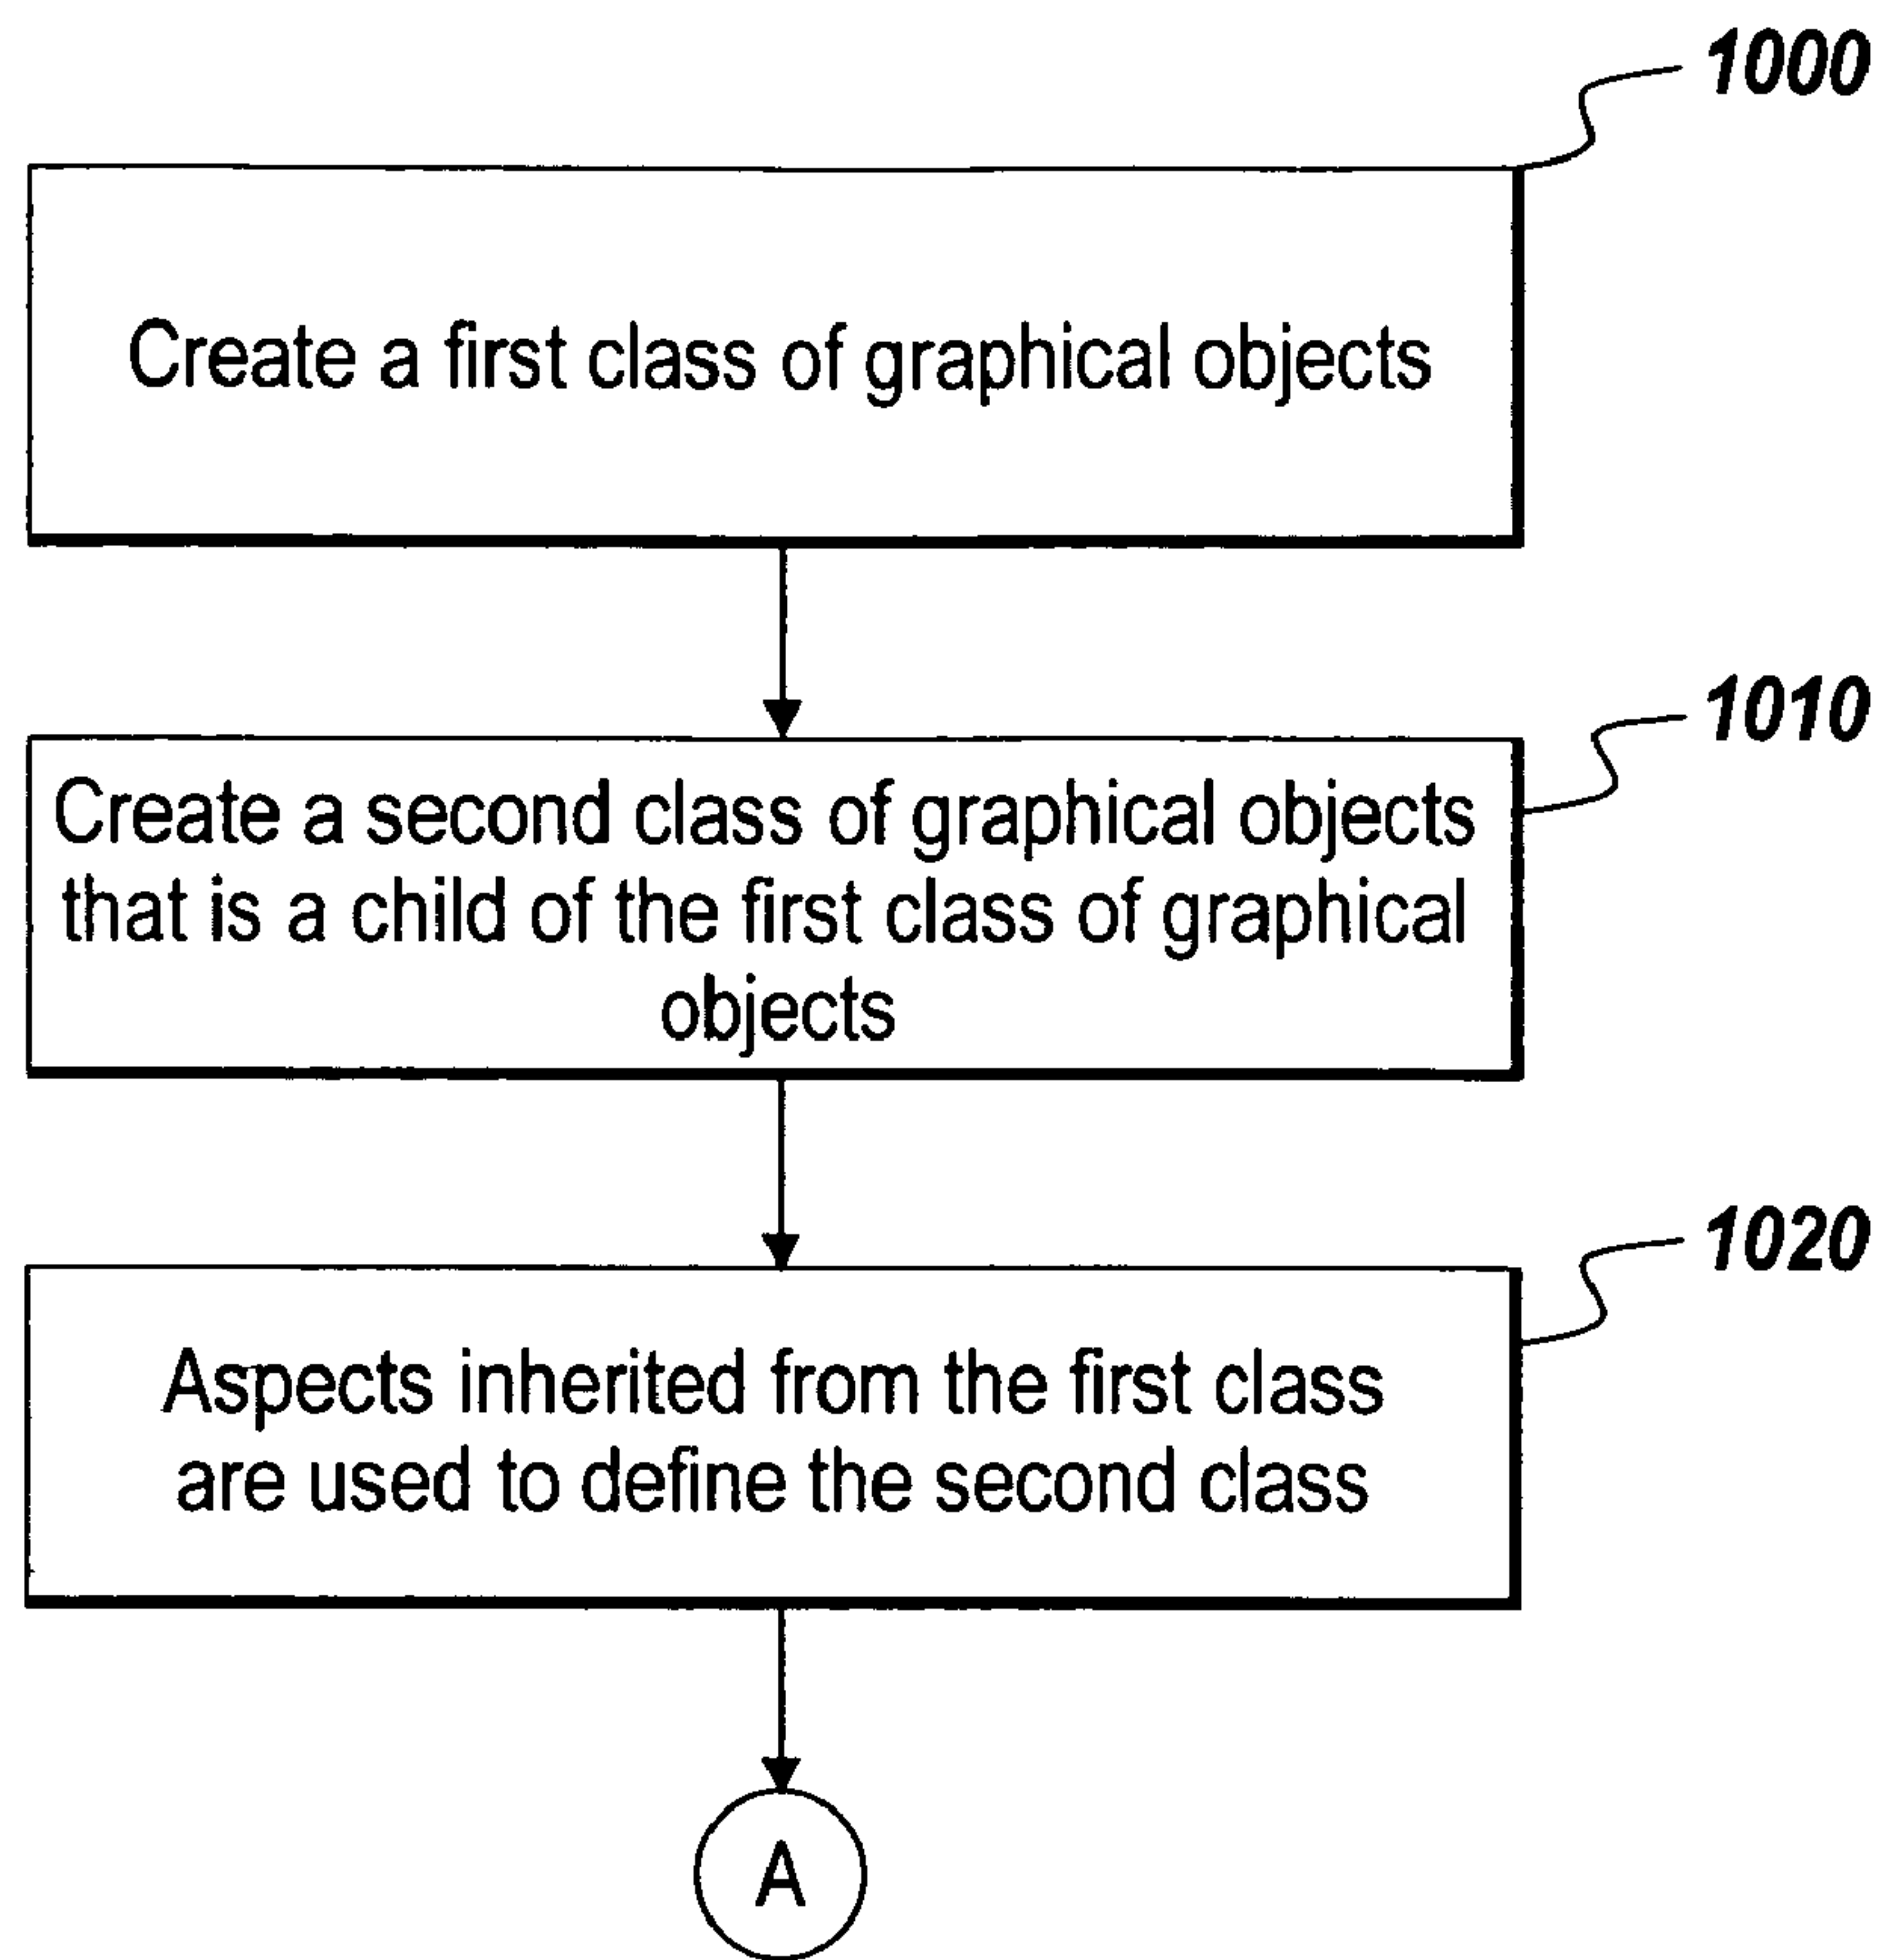 1000
Create a first class of graphical objects
1010
Create a second class of graphical objects
that is a child of the first class of graphical
objects
1020
Aspects inherited from the first class
are used to define the second class
A